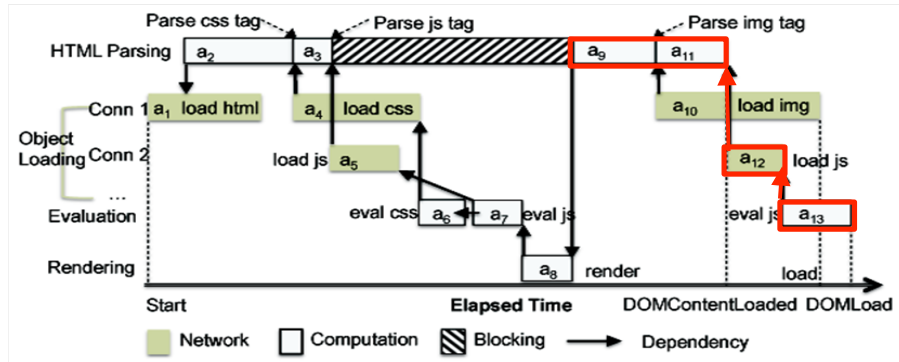 Parse css tag
Parse js tag
Parse img tag
HTML Parsing
a2
a3
a9
a11
Object Loading
Conn 1
a1 load html
a4 load css
a10 load img
Conn 2
load js
a5
a12
load js
...
Evaluation
eval css
a6
a7
eval js
eval js
a13
Rendering
a8
render
load
Start
Elapsed Time
DOMContentLoaded
DOMLoad
Network
Computation
Blocking
Dependency